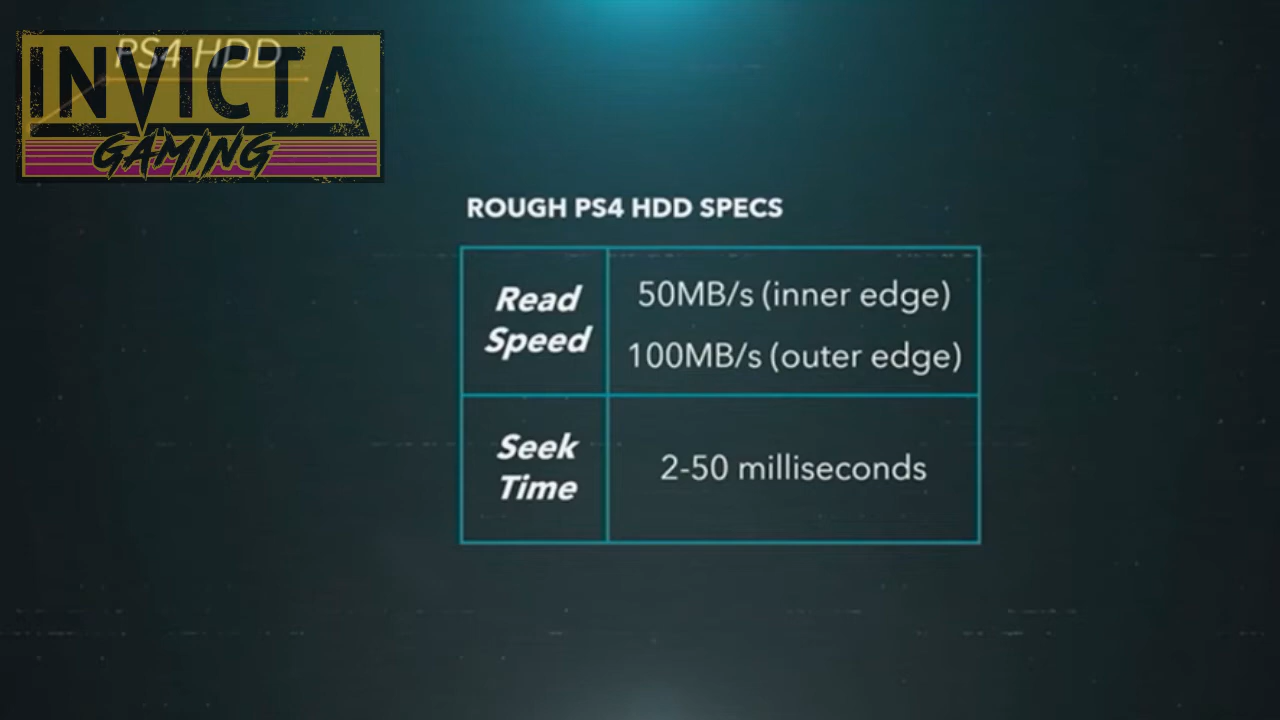 PS4 HDD
INVICTA
GAMING
ROUGH PS4 HDD SPECS
Read
Speed
50MB/s (inner edge)
100MB/s (outer edge)
Seek
Time
2-50 milliseconds